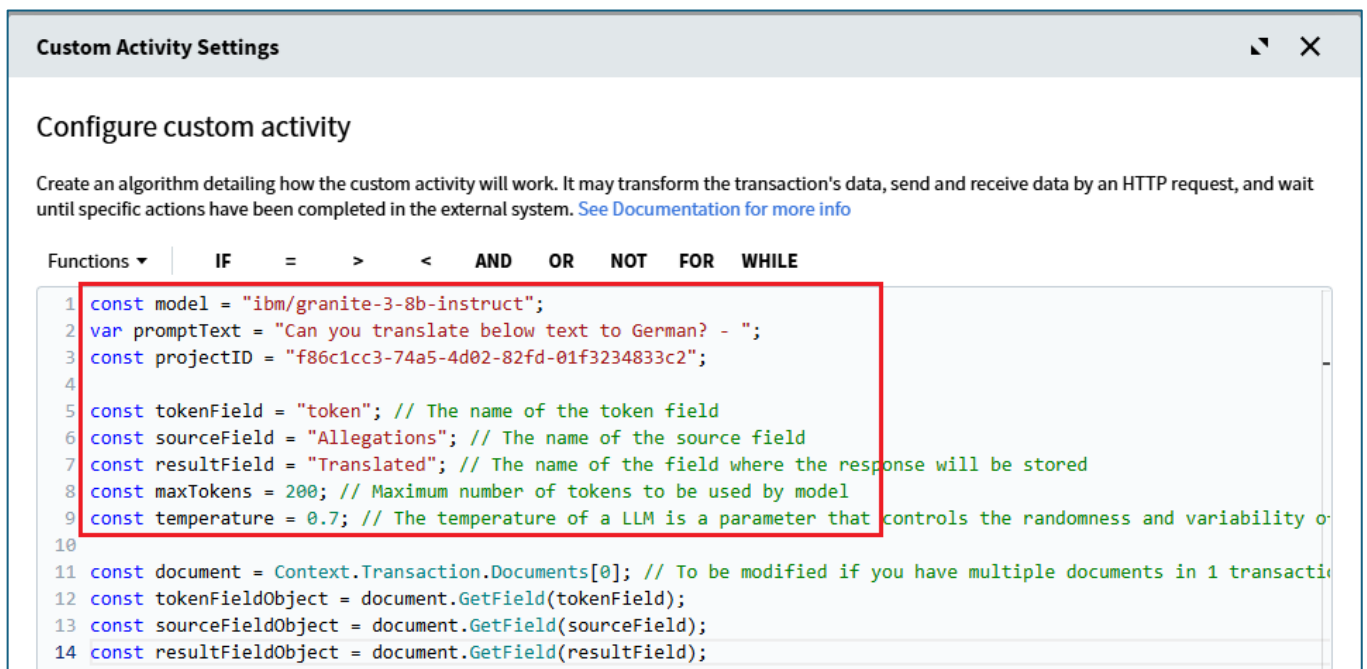 Custom Activity Settings
Configure custom activity
Create an algorithm detailing how the custom activity will work. It may transform the transaction's data, send and receive data by an HTTP request, and wait
until specific actions have been completed in the external system. See Documentation for more info
Functions IF = > < AND OR NOT FOR WHILE
1 const model = "ibm/granite-3-8b-instruct";
2 var promptText = "Can you translate below text to German? - ";
3 const projectID = "f86c1cc3-74a5-4d02-82fd-01f3234833c2";
4
5 const tokenField = "token"; // The name of the token field
6 const sourceField = "Allegations"; // The name of the source field
7 const resultField = "Translated"; // The name of the field where the response will be stored
8 const maxTokens = 200; // Maximum number of tokens to be used by model
9 const temperature = 0.7; // The temperature of a LLM is a parameter that controls the randomness and variability o
10
11 const document = Context.Transaction.Documents[0]; // To be modified if you have multiple documents in 1 transacti
12 const tokenFieldObject = document.GetField(tokenField);
13 const sourceFieldObject = document.GetField(sourceField);
14 const resultFieldObject = document.GetField(resultField);